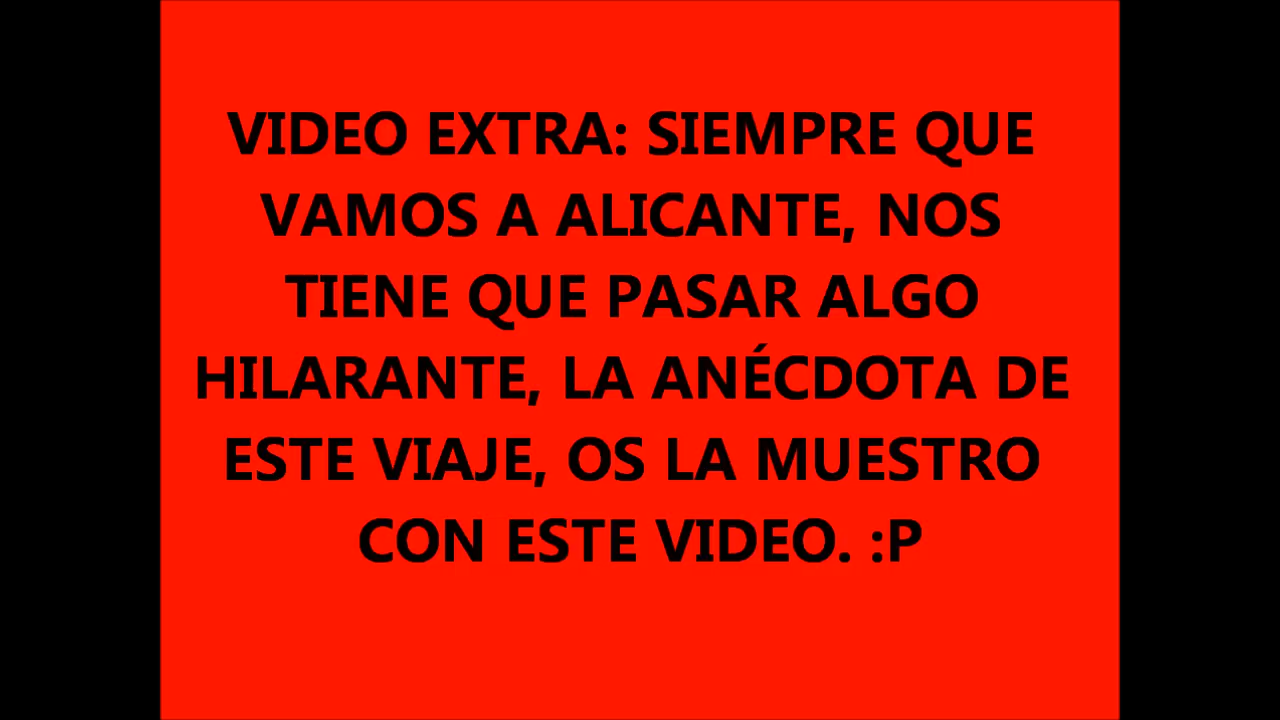 VIDEO EXTRA: SIEMPRE QUE
VAMOS A ALICANTE, NOS
TIENE QUE PASAR ALGO
HILARANTE, LA ANÉCDOTA DE
ESTE VIAJE, OS LA MUESTRO
CON ESTE VIDEO. :P